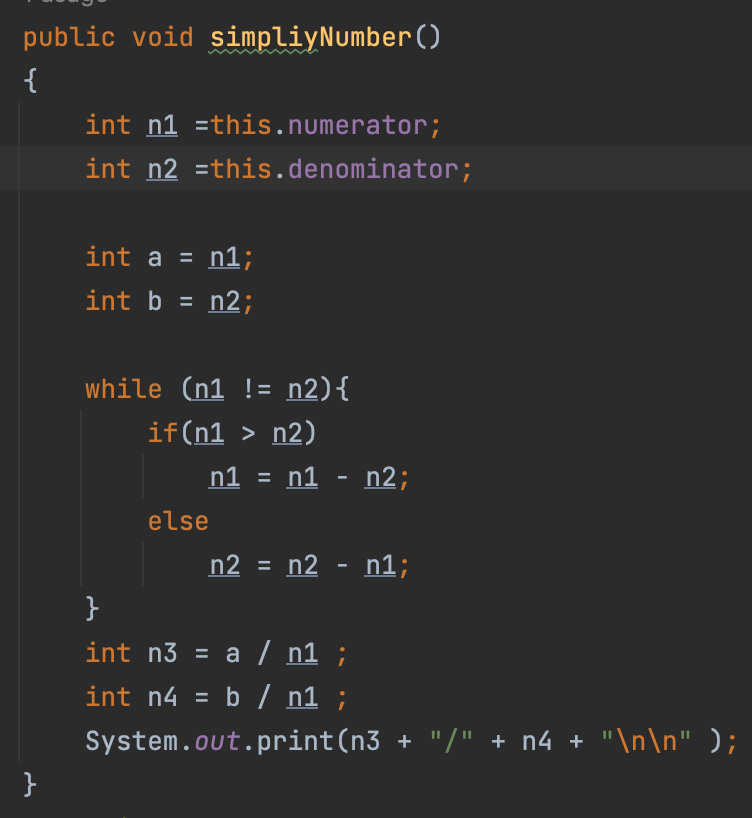 public void simpliyNumber()
{
int n1 =this.numerator;
int n2 =this.denominator;
int a = n1;
int b = n2;
while (n1 != n2){
if(n1 > n2)
n1 = n1 - n2;
else
n2 = n2 - n1;
}
int n3 = a / n1 ;
int n4 = b / n1 ;
System.out.print(n3 + "/" + n4 + "\n\n" );
}